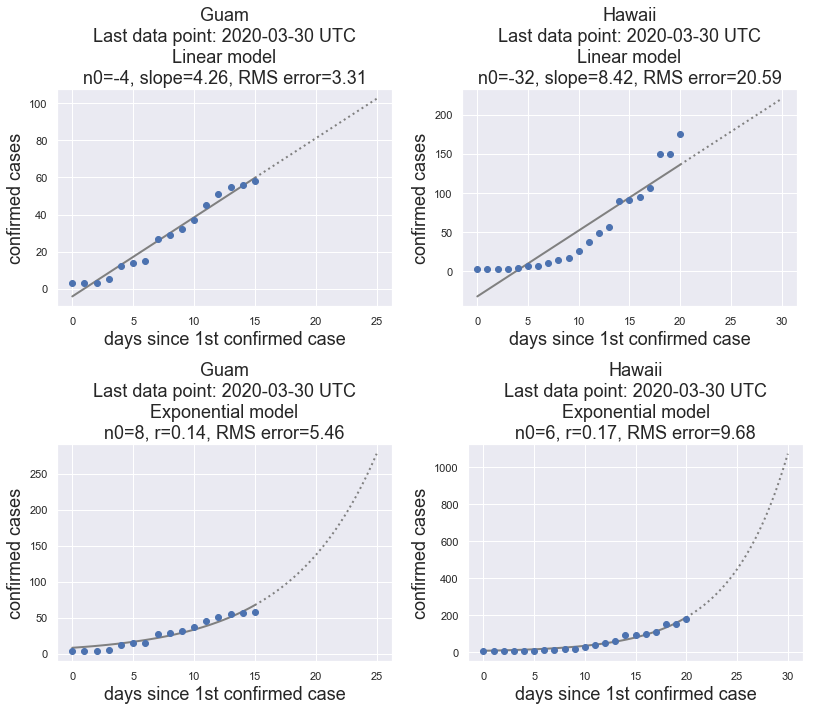 Guam
Last data point: 2020-03-30 UTC
Linear model
n0=-4, slope=4.26, RMS error=3.31
confirmed cases
100
80
60
40
20
0
0 5 10 15 20 25
days since 1st confirmed case
Hawaii
Last data point: 2020-03-30 UTC
Linear model
n0=-32, slope=8.42, RMS error=20.59
confirmed cases
200
150
100
50
0
0 5 10 15 20 25 30
days since 1st confirmed case
Guam
Last data point: 2020-03-30 UTC
Exponential model
n0=8, r=0.14, RMS error=5.46
confirmed cases
250
200
150
100
50
0
0 5 10 15 20 25
days since 1st confirmed case
Hawaii
Last data point: 2020-03-30 UTC
Exponential model
n0=6, r=0.17, RMS error=9.68
confirmed cases
1000
800
600
400
200
0
0 5 10 15 20 25 30
days since 1st confirmed case